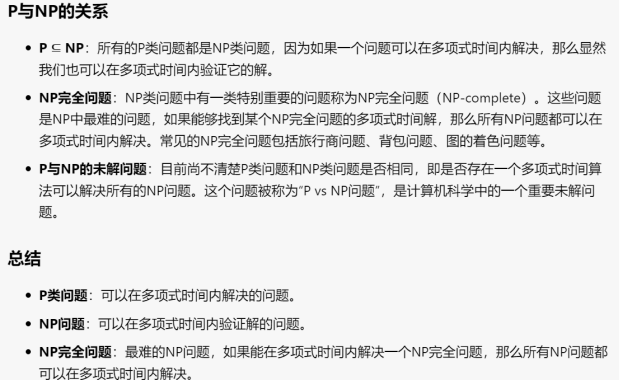 P与NP的关系
• P ⊆ NP：所有的P类问题都是NP类问题，因为如果一个问题可以在多项式时间内解决，那么显然
我们也可以在多项式时间内验证它的解。
• NP完全问题：NP类问题中有一类特别重要的问题称为NP完全问题（NP-complete）。这些问题
是NP中最难的问题，如果能够找到某个NP完全问题的多项式时间解，那么所有NP问题都可以在
多项式时间内解决。常见的NP完全问题包括旅行商问题、背包问题、图的着色问题等。
• P与NP的未解问题：目前尚不清楚P类问题和NP类问题是否相同，即是否存在一个多项式时间算
法可以解决所有的NP问题。这个问题被称为“P vs NP问题”，是计算机科学中的一个重要未解问
题。
总结
• P类问题：可以在多项式时间内解决的问题。
• NP问题：可以在多项式时间内验证解的问题。
• NP完全问题：最难的NP问题，如果能在多项式时间内解决一个NP完全问题，那么所有NP问题都
可以在多项式时间内解决。